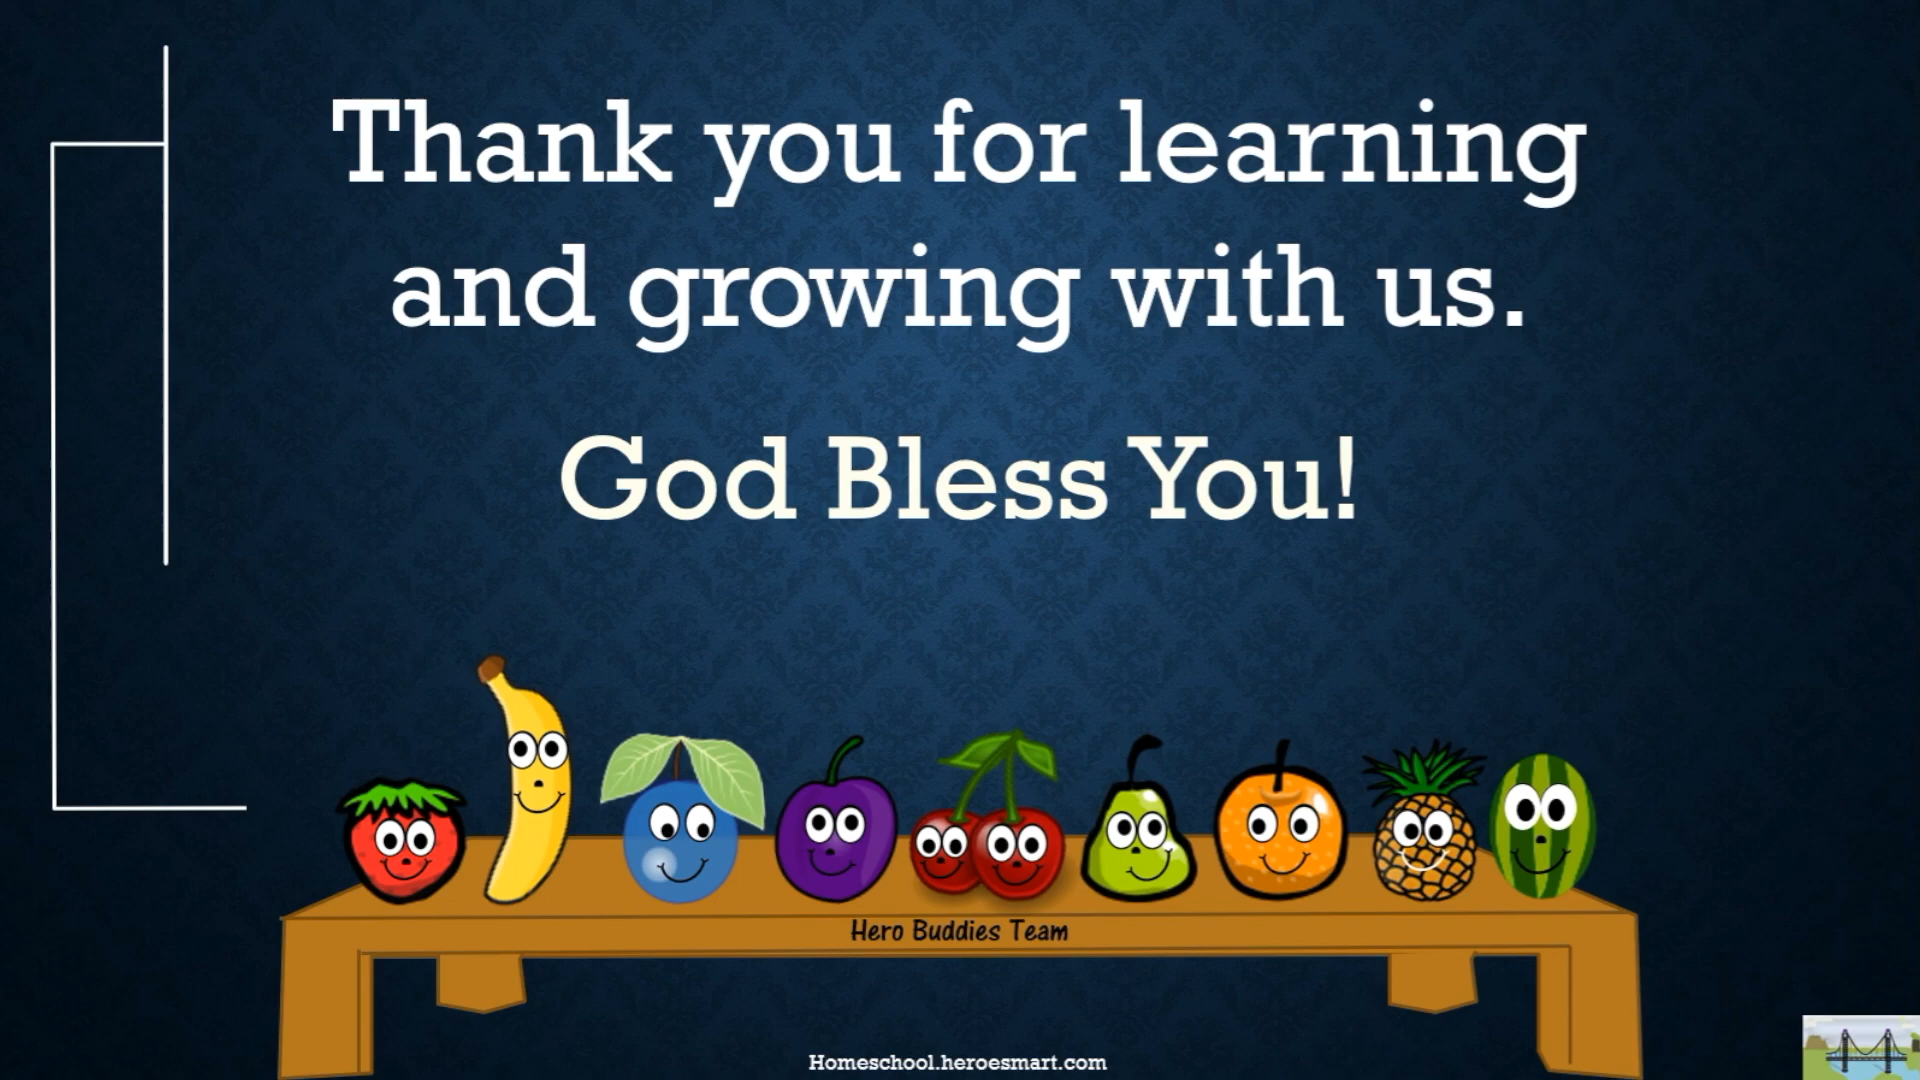 Thank you for learning
and growing with us.
God Bless You!
Hero Buddies Team
Homeschool.heroesmart.com